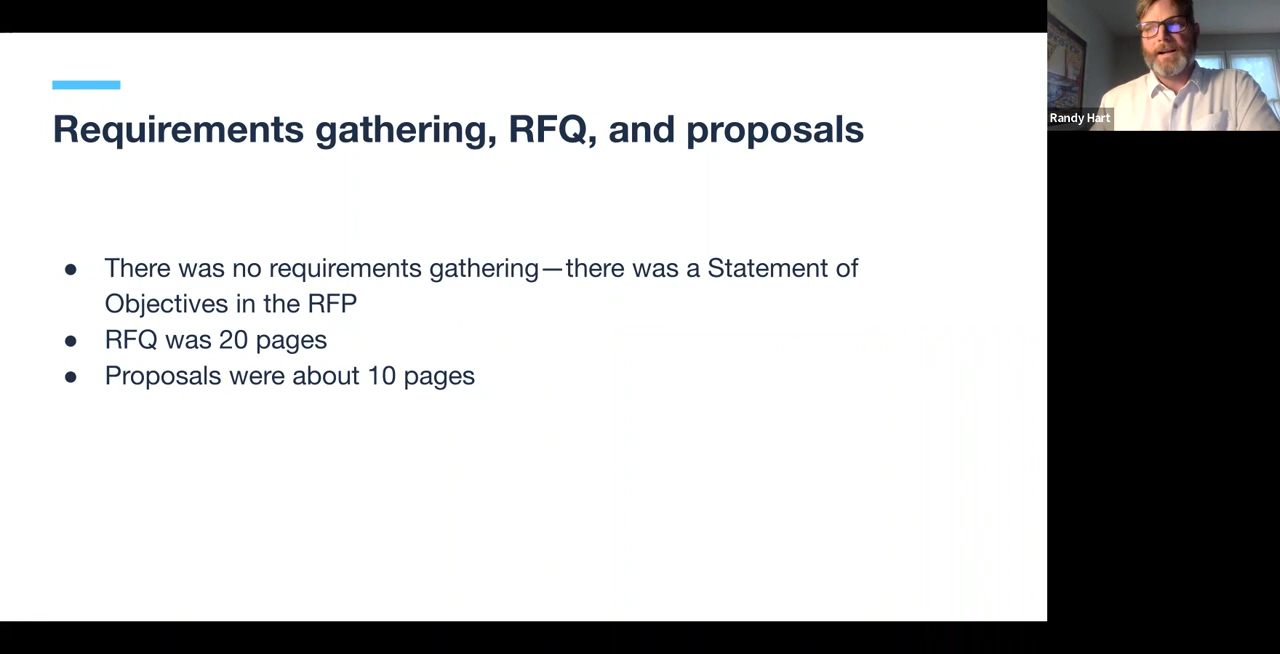 Requirements gathering, RFQ, and proposals
● There was no requirements gathering—there was a Statement of
Objectives in the RFP
● RFQ was 20 pages
● Proposals were about 10 pages
Randy Hart